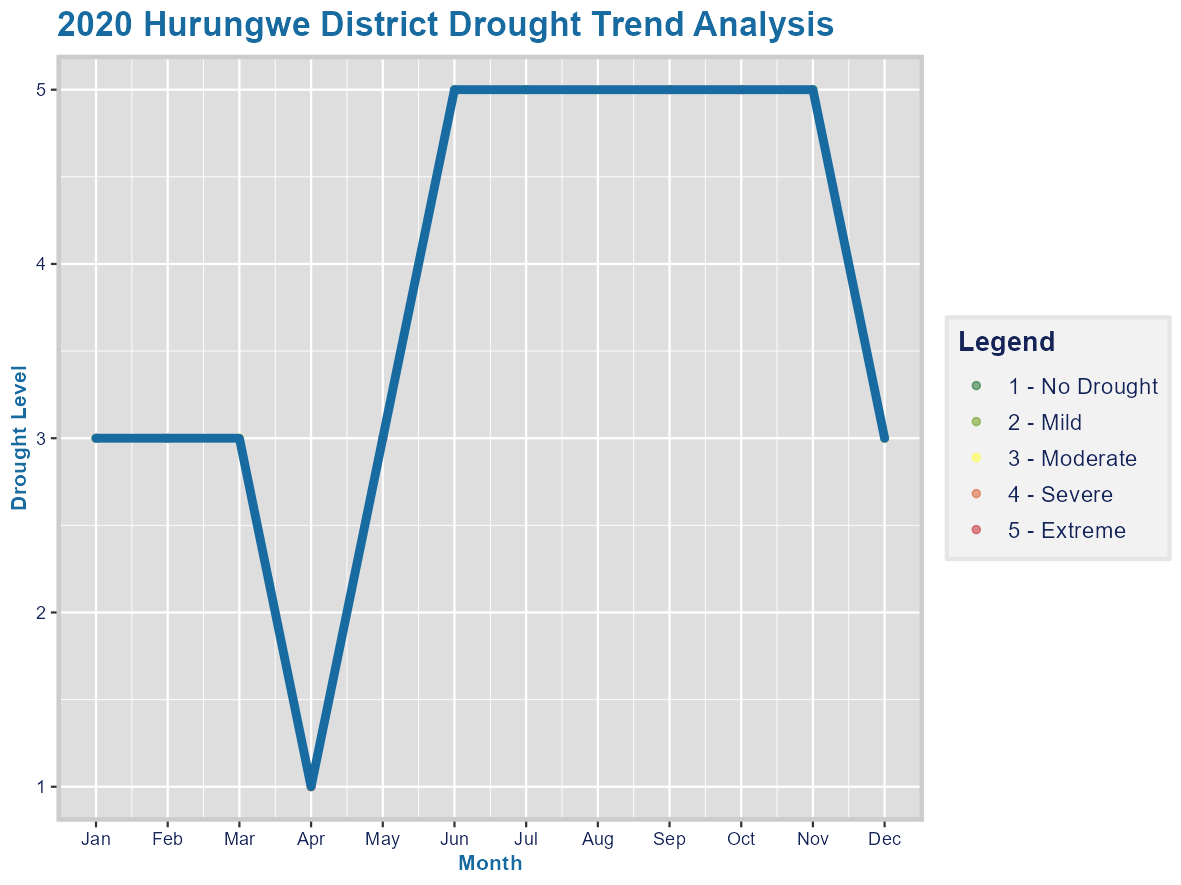 2020 Hurungwe District Drought Trend Analysis
Drought Level
5
4
3
2
1
Jan Feb Mar Apr May Jun Jul Aug Sep Oct Nov Dec
Month
Legend
1 - No Drought
2 - Mild
3 - Moderate
4 - Severe
5 - Extreme